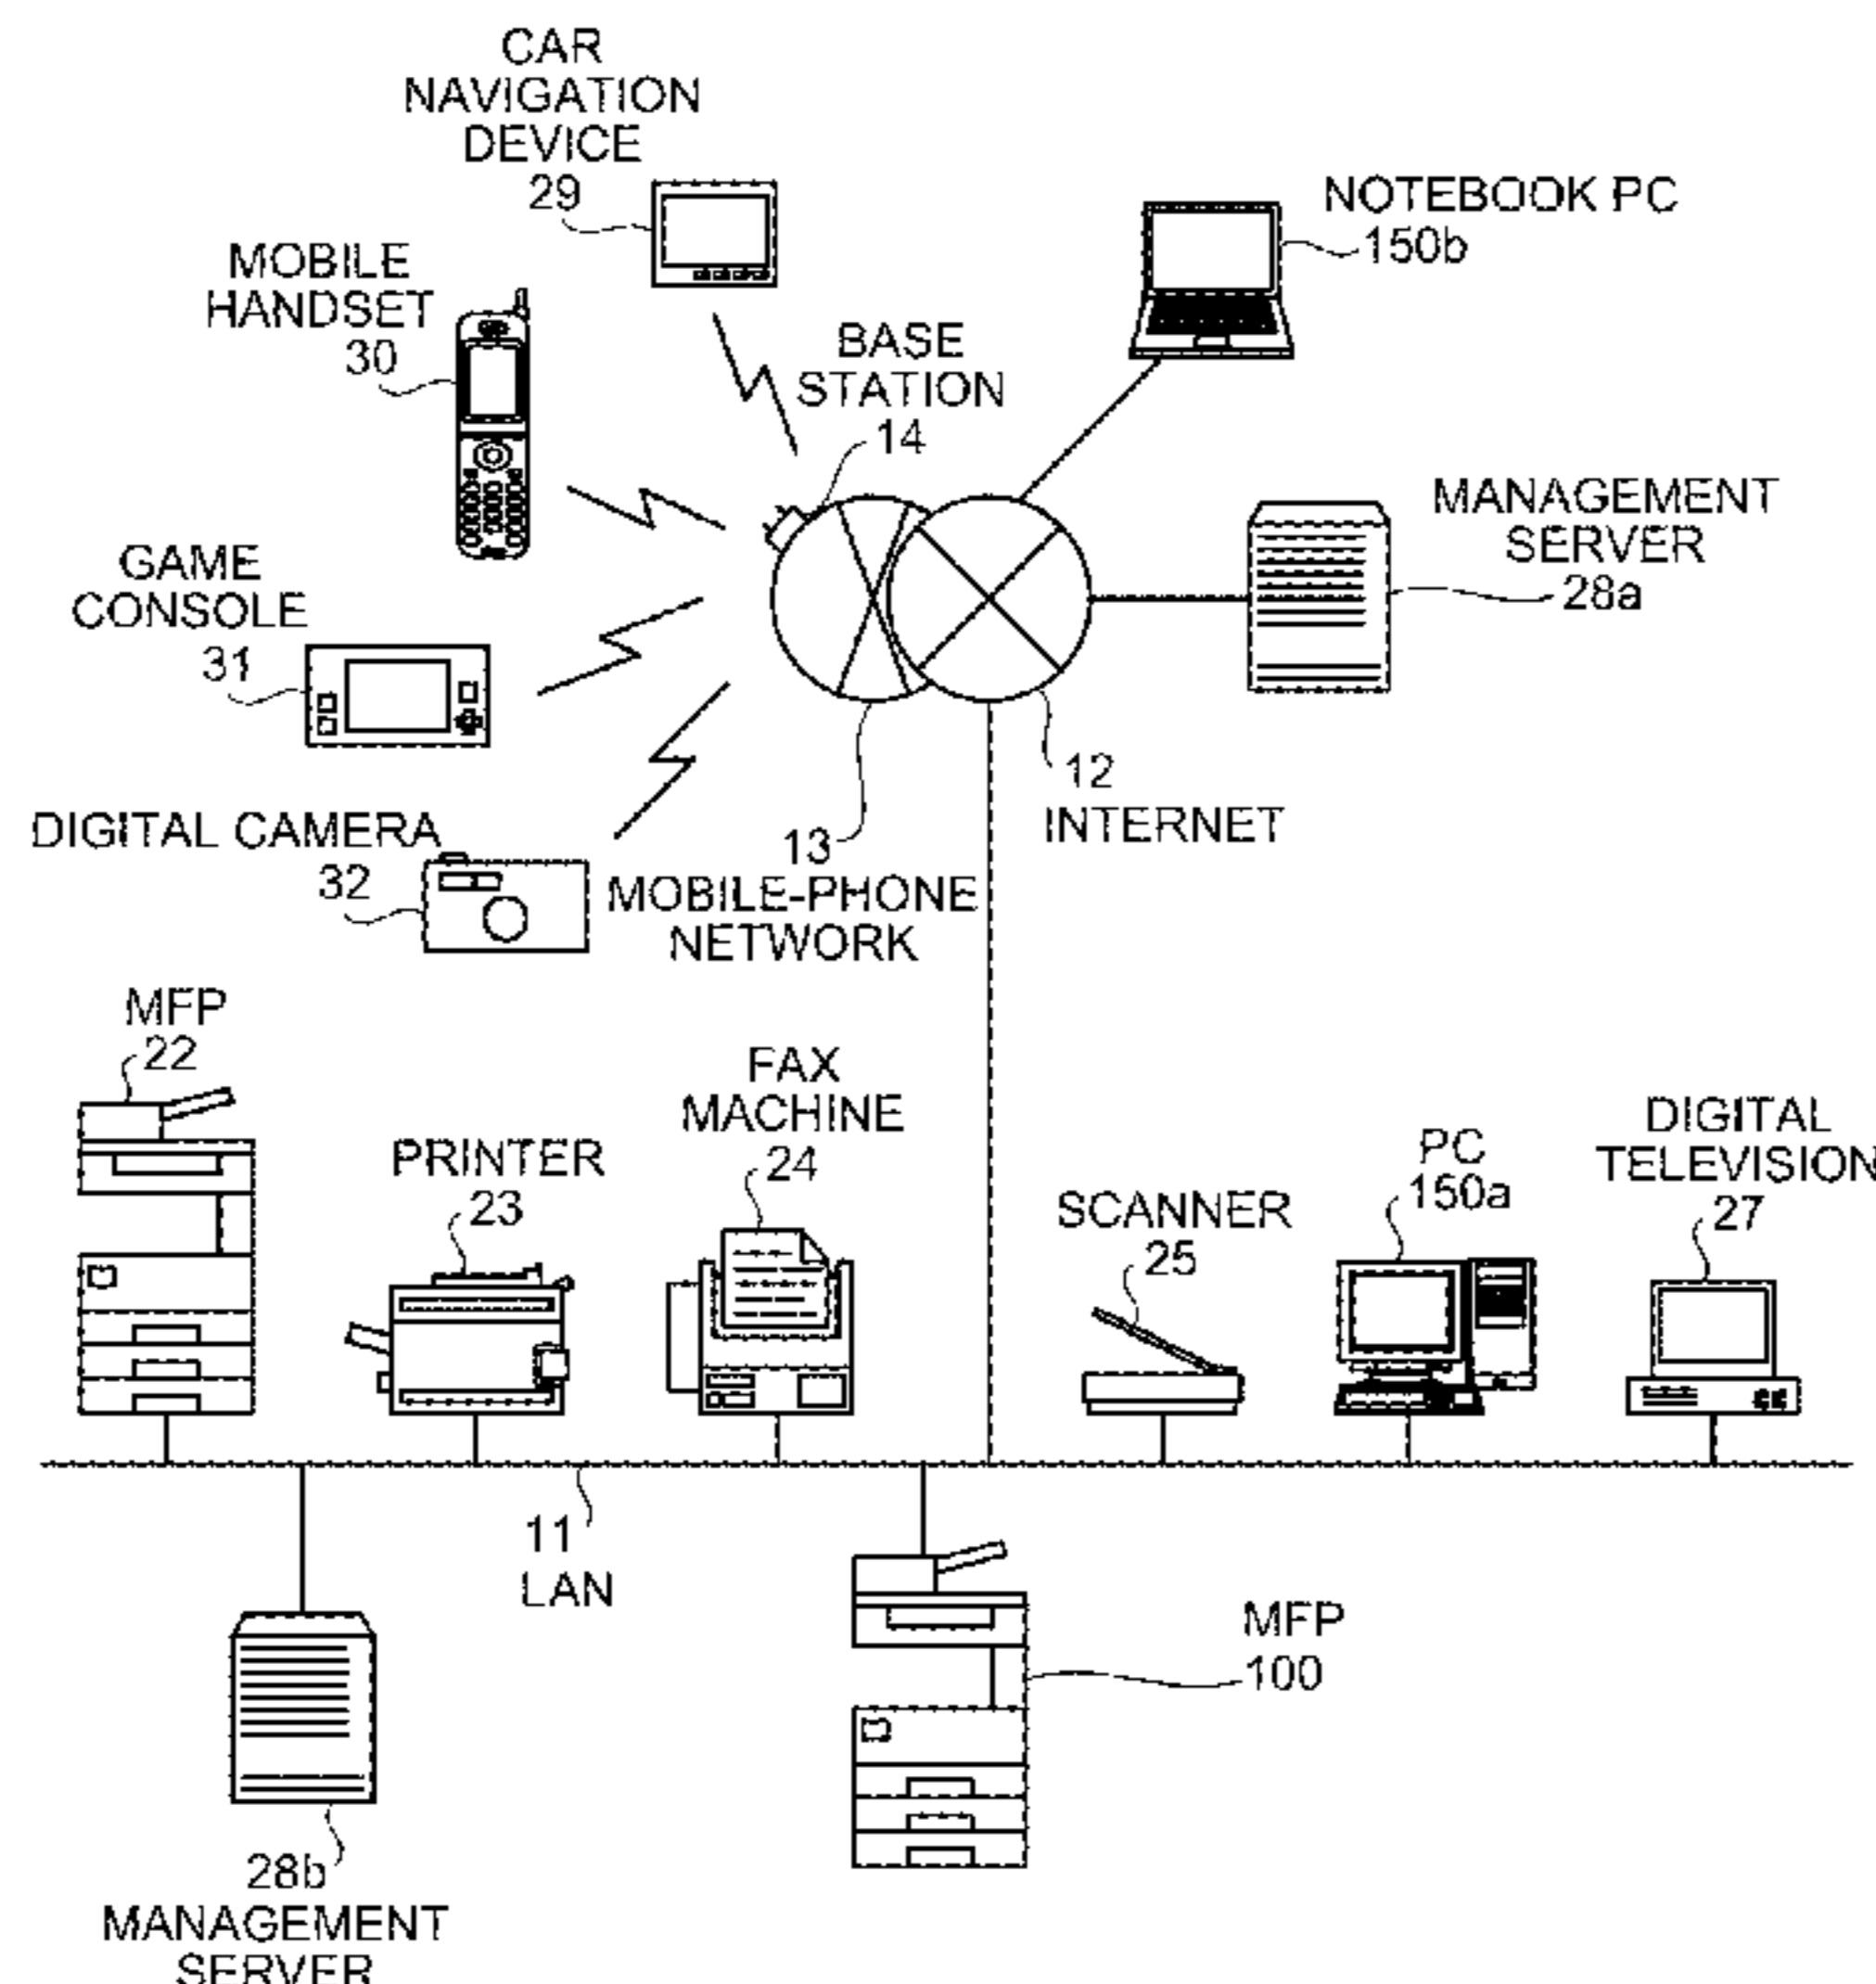 CAR
NAVIGATION
DEVICE
29
NOTEBOOK PC
150b
MOBILE
HANDSET
30
BASE
STATION
14
MANAGEMENT
SERVER
28a
GAME
CONSOLE
31
12
INTERNET
DIGITAL CAMERA
32
13
MOBILE-PHONE
NETWORK
MFP
22
FAX
MACHINE
24
PRINTER
23
SCANNER
25
PC
150a
DIGITAL
TELEVISION
27
11
LAN
MFP
100
28b
MANAGEMENT
SERVER